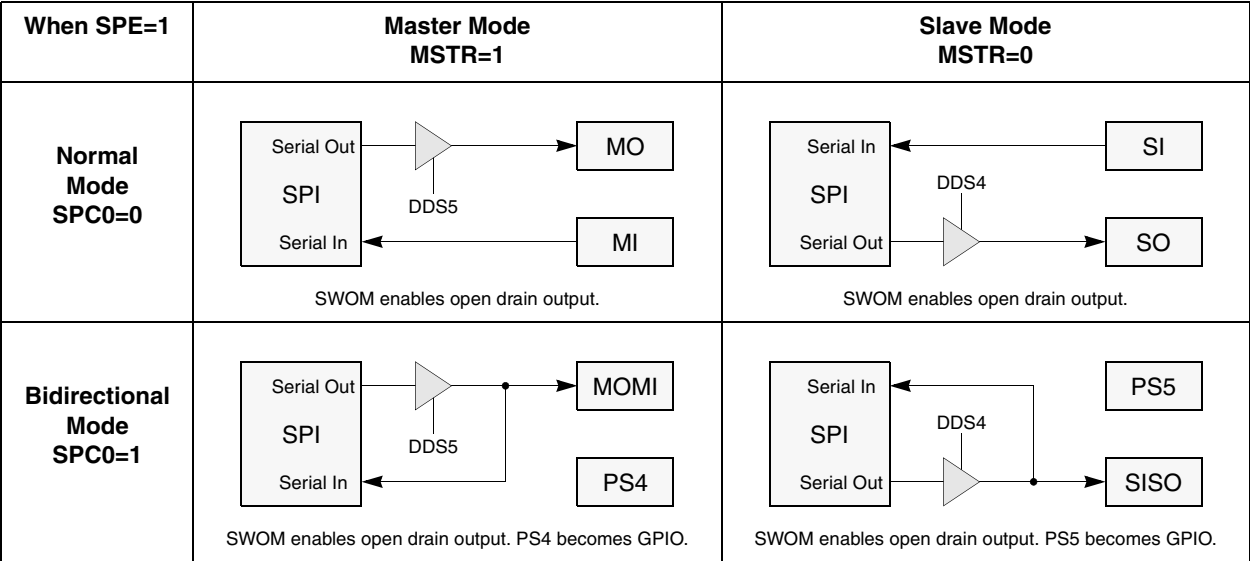 When SPE=1
Master Mode
MSTR=1
Slave Mode
MSTR=0
Normal
Mode
SPC0=0
Serial Out
SPI
Serial In
DDS5
MO
MI
SWOM enables open drain output.
Serial In
SPI
Serial Out
DDS4
SI
SO
SWOM enables open drain output.
Bidirectional
Mode
SPC0=1
Serial Out
SPI
Serial In
DDS5
MOMI
PS4
SWOM enables open drain output. PS4 becomes GPIO.
Serial In
SPI
Serial Out
DDS4
PS5
SISO
SWOM enables open drain output. PS5 becomes GPIO.